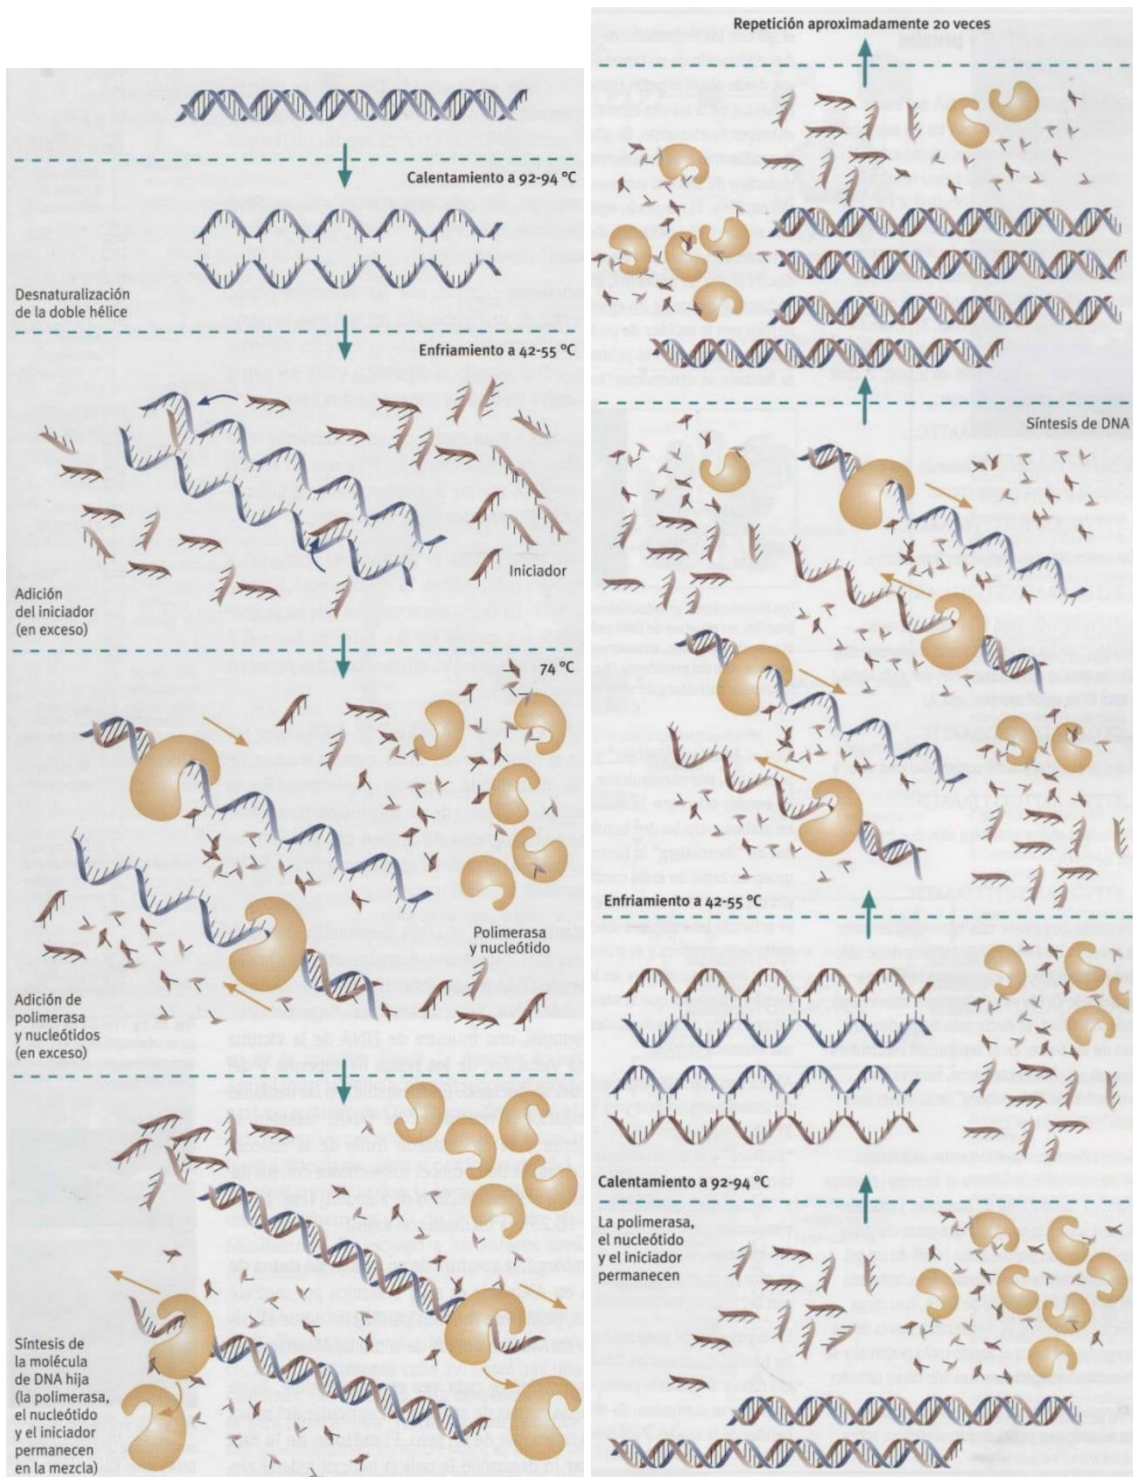 Calentamiento a 92-94 °C
Desnaturalización
de la doble hélice
Enfriamiento a 42-55 °C
Iniciador
Adición
del iniciador
(en exceso)
74 °C
Polimerasa
y nucleótido
Adición de
polimerasa
y nucleótidos
(en exceso)
Síntesis de
la molécula
de DNA hija
(la polimerasa,
el nucleótido
y el iniciador
permanecen
en la mezcla)
Repetición aproximadamente 20 veces
Síntesis de DNA
Enfriamiento a 42-55 °C
Calentamiento a 92-94 °C
La polimerasa,
el nucleótido
y el iniciador
permanecen